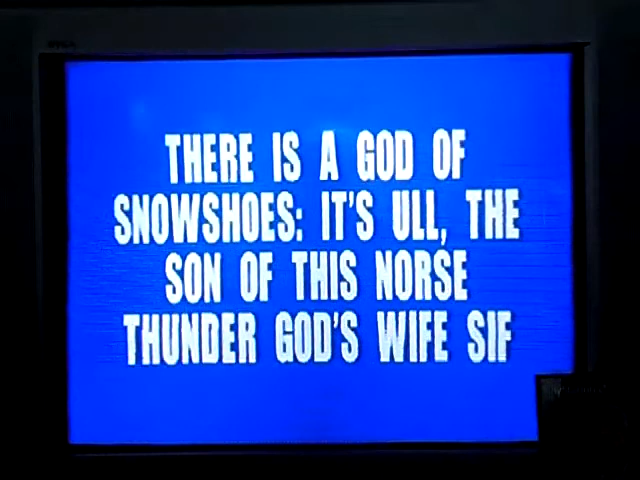 THERE IS A GOD OF
SNOWSHOES: IT'S ULL, THE
SON OF THIS NORSE
THUNDER GOD'S WIFE SIF